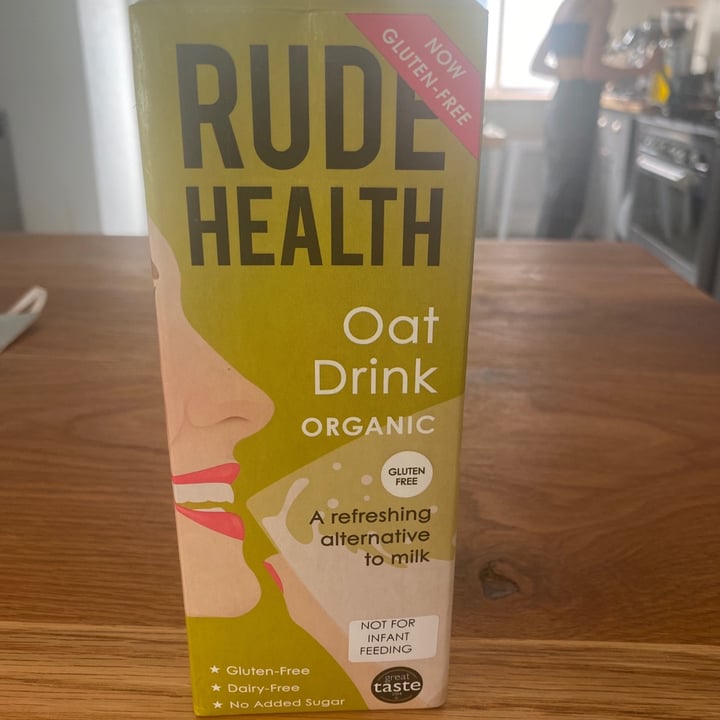 RUDE
HEALTH
NOW
GLUTEN-FREE
Oat
Drink
ORGANIC
GLUTEN
FREE
A refreshing
alternative
to milk
NOT FOR
INFANT
FEEDING
★ Gluten-Free
★ Dairy-Free
★ No Added Sugar
great
taste